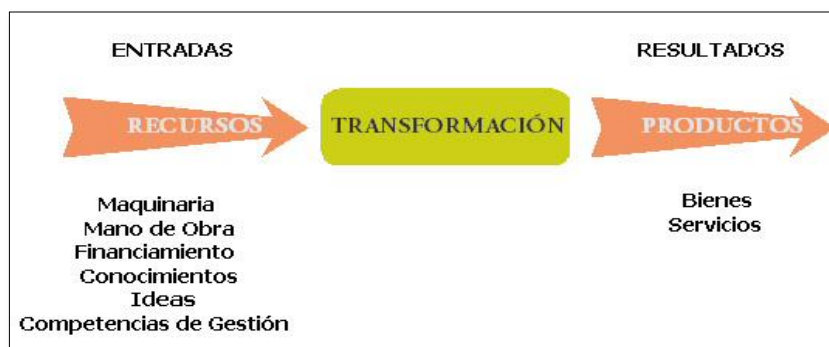 ENTRADAS
RESULTADOS
RECURSOS
TRANSFORMACIÓN
PRODUCTOS
Maquinaria
Mano de Obra
Financiamiento
Conocimientos
Ideas
Competencias de Gestión
Bienes
Servicios